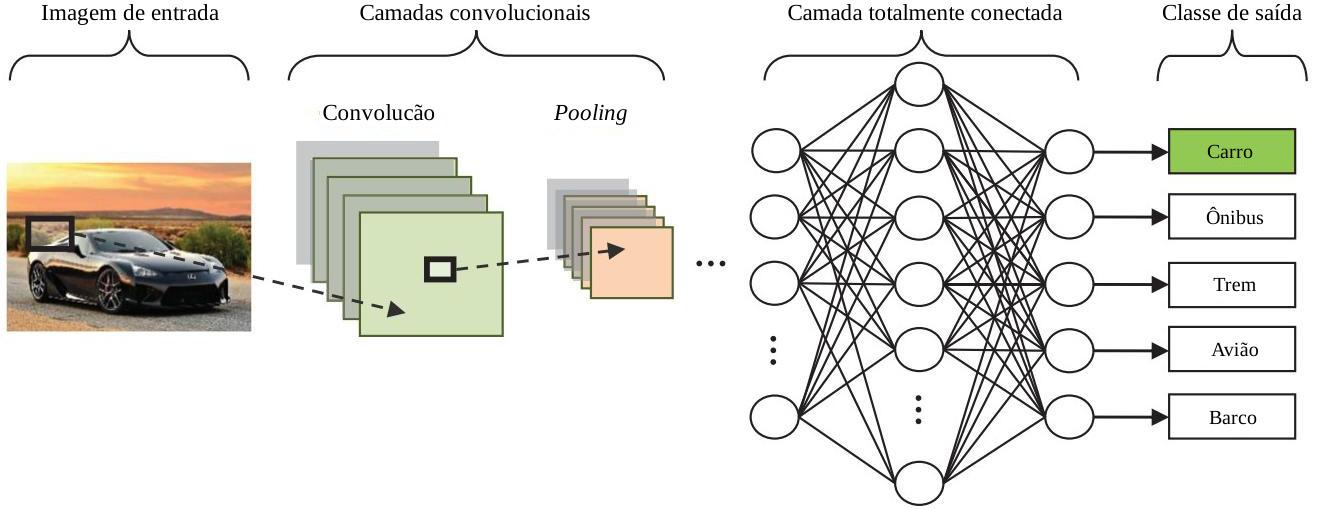 Imagem de entrada
Camadas convolucionais
Camada totalmente conectada
Classe de saída
Convolucão
Pooling
Carro
Ônibus
Trem
Avião
Barco